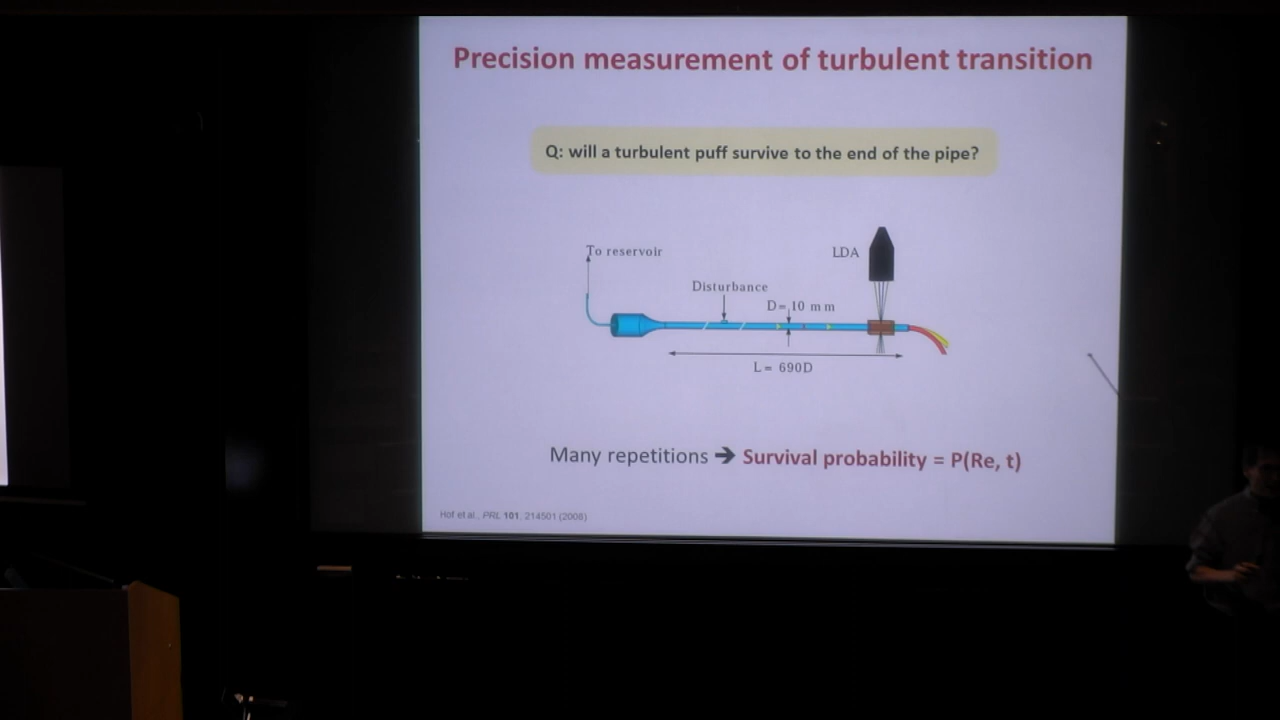 Precision measurement of turbulent transition
Q: will a turbulent puff survive to the end of the pipe?
To reservoir
LDA
Disturbance
D= 10 mm
L= 690D
Many repetitions ➔ Survival probability = P(Re, t)
Hof et al., PRL 101, 214501 (2008)